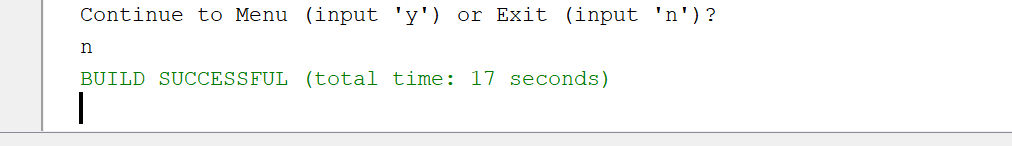 Continue to Menu (input 'y') or Exit (input 'n')?
n
BUILD SUCCESSFUL (total time: 17 seconds)